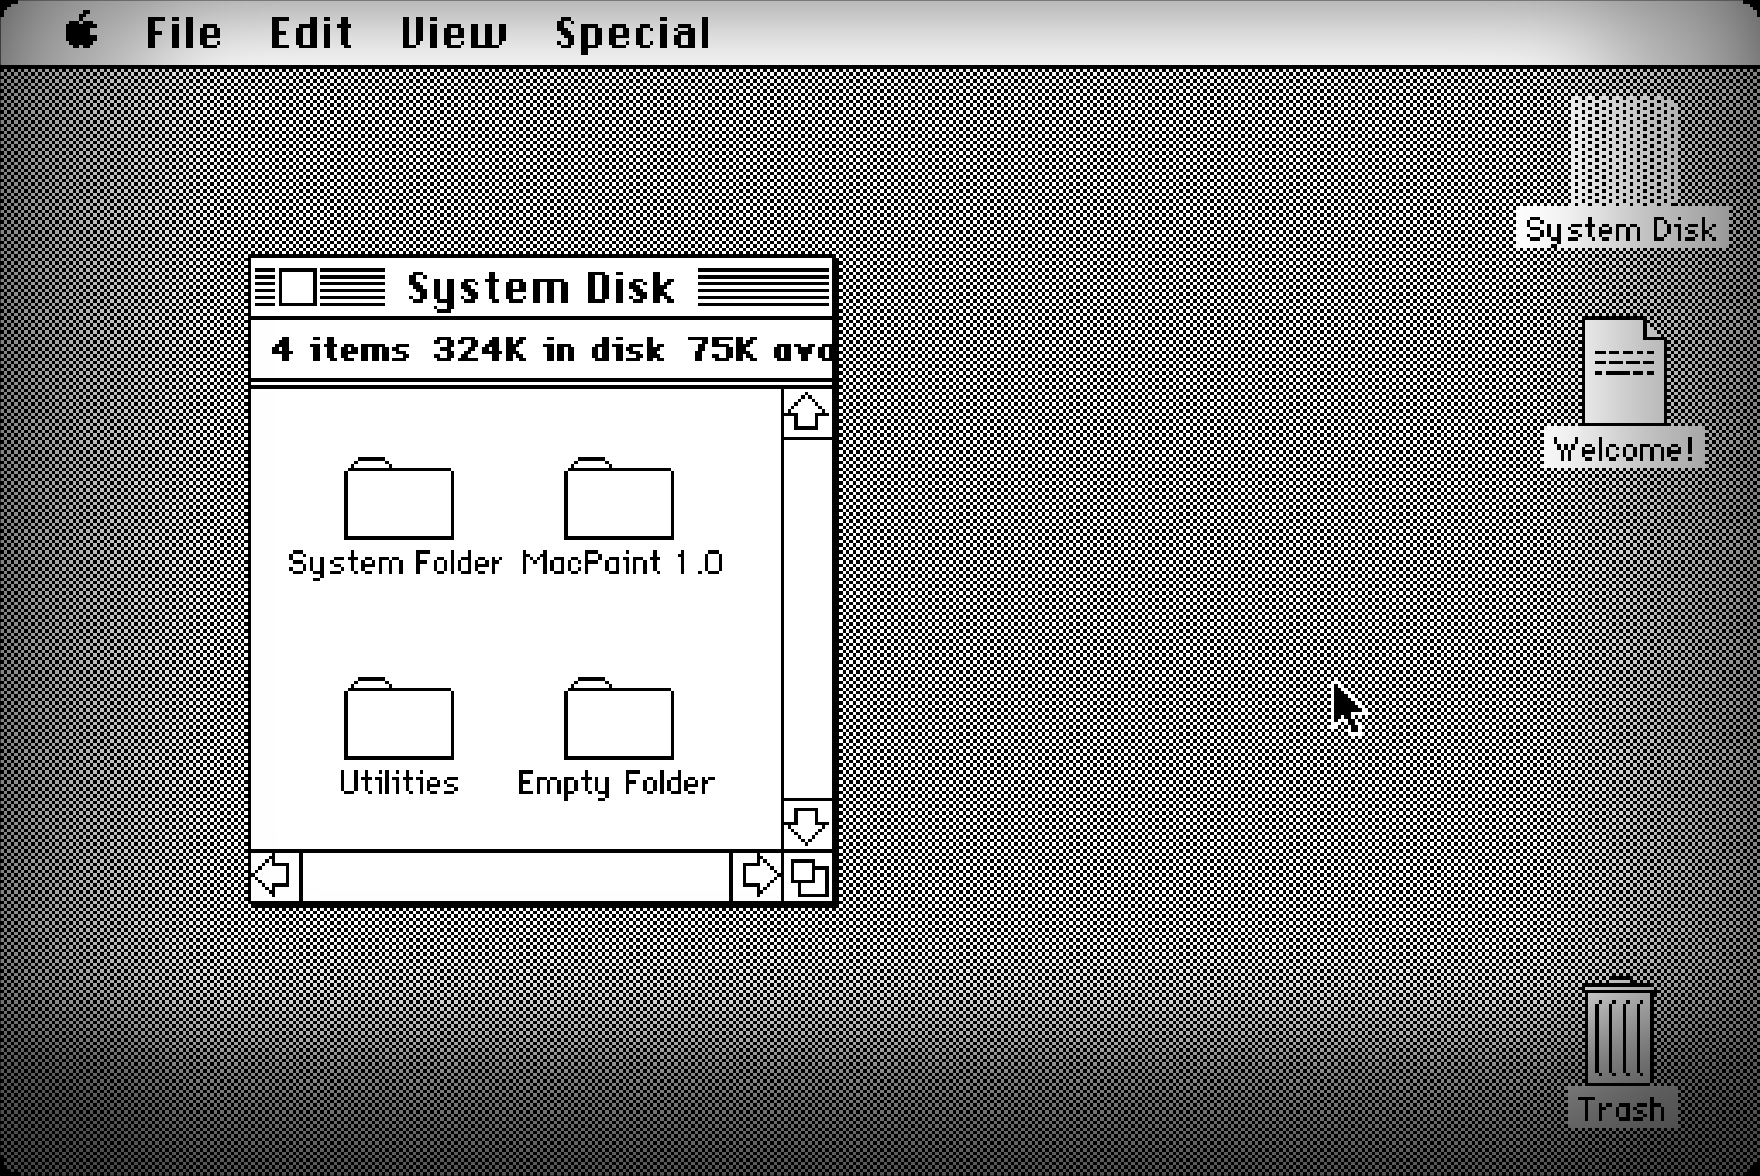 File Edit View Special
System Disk
4 items 324K in disk 75K
System Folder MacPaint 1.0
Utilities Empty Folder
System Disk
Welcome!
Trash